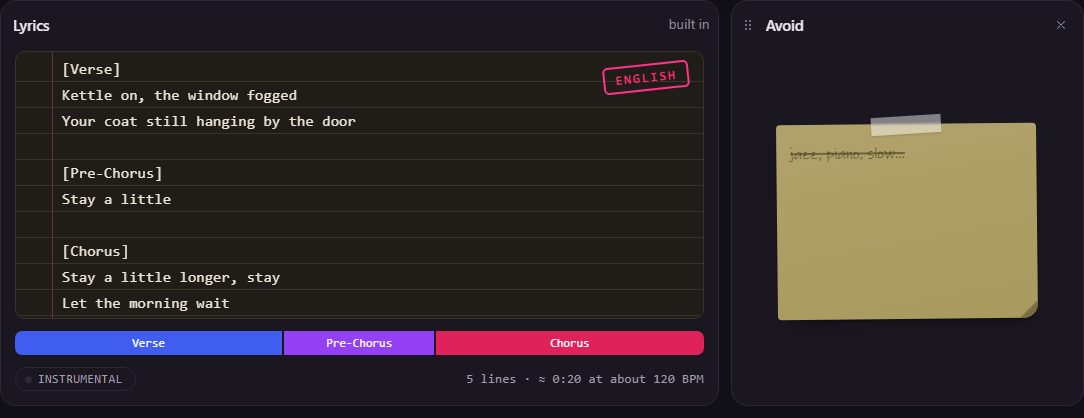 Lyrics
built in
[Verse]
ENGLISH
Kettle on, the window fogged
Your coat still hanging by the door
[Pre-Chorus]
Stay a little
[Chorus]
Stay a little longer, stay
Let the morning wait
Verse
Pre-Chorus
Chorus
INSTRUMENTAL
5 lines · ≈ 0:20 at about 120 BPM
Avoid
jazz, piano, slow...